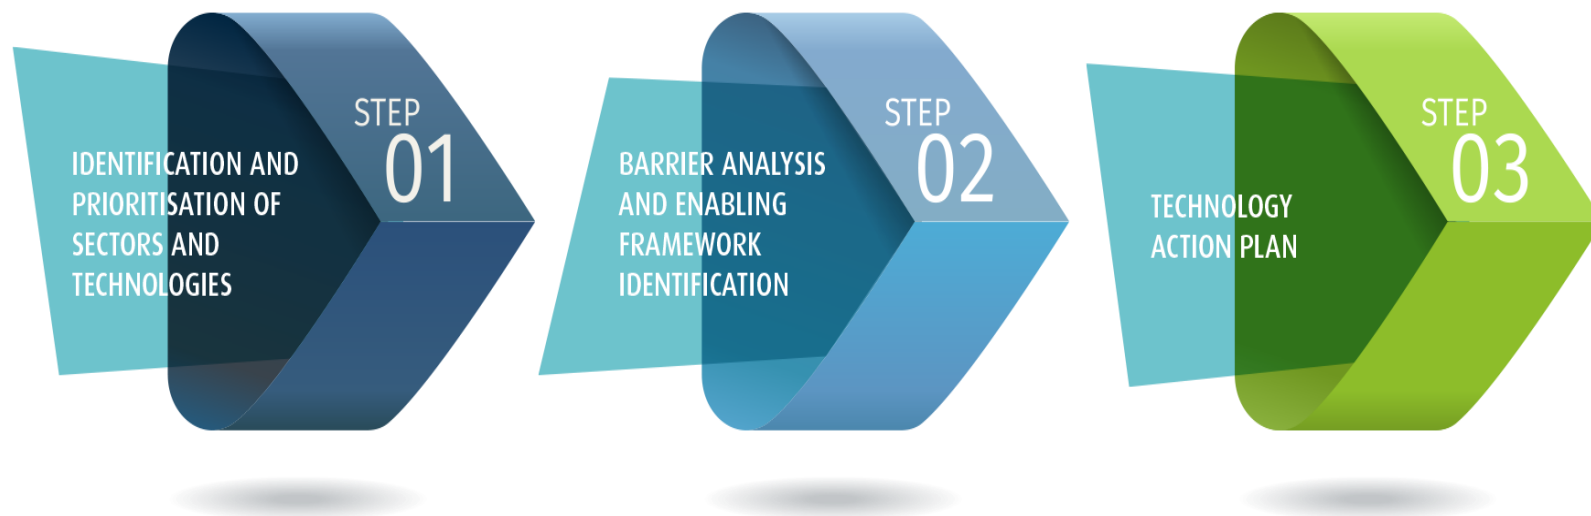 STEP
01
IDENTIFICATION AND
PRIORITISATION OF
SECTORS AND
TECHNOLOGIES
STEP
02
BARRIER ANALYSIS
AND ENABLING
FRAMEWORK
IDENTIFICATION
STEP
03
TECHNOLOGY
ACTION PLAN